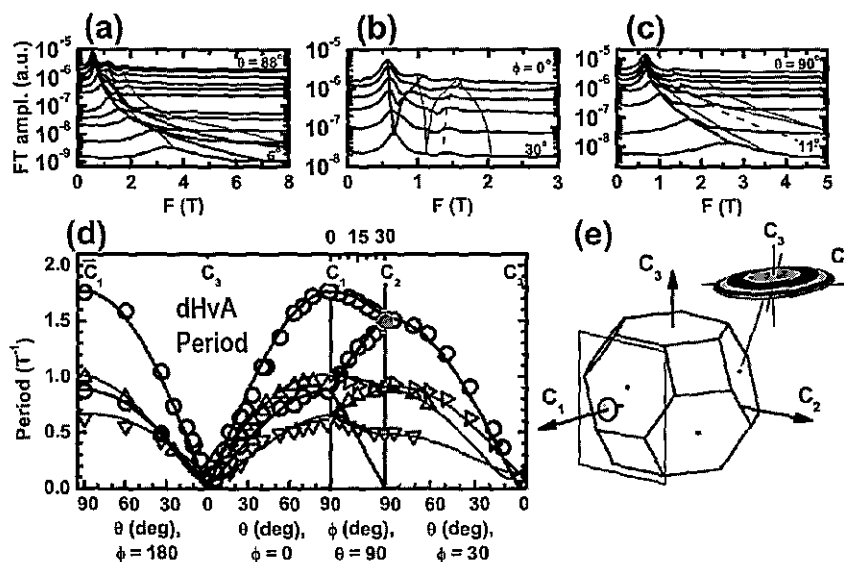 (a) (b) (c)
10⁻⁵ 10⁻⁵ 10⁻⁵
θ = 88° ϕ = 0° θ = 90°
10⁻⁶ 10⁻⁶ 10⁻⁶
10⁻⁷ 10⁻⁷ 10⁻⁷
10⁻⁸ 10⁻⁸ 10⁻⁸
10⁻⁹
FT ampl. (a.u.)
30° 11°
0 2 4 6 8 0 1 2 3 0 1 2 3 4 5
F (T) F (T) F (T)
(d) 0 15 30 (e)
2.0 C̅₁ C₃ C₁ C₂ C₃
1.5 dHvA
Period
1.0
0.5
0.0
Period (T⁻¹)
90 60 30 0 30 60 90 90 60 30 0
θ (deg), θ (deg), ϕ (deg) θ (deg),
ϕ = 180 ϕ = 0 θ = 90 ϕ = 30
C₃
C₃
C₁ C₂